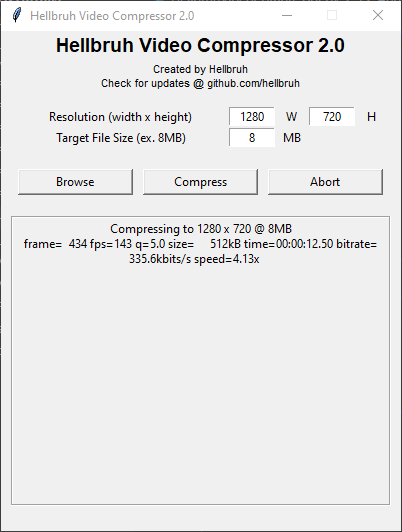 Hellbruh Video Compressor 2.0
Hellbruh Video Compressor 2.0
Created by Hellbruh
Check for updates @ github.com/hellbruh
Resolution (width x height) 1280 W 720 H
Target File Size (ex. 8MB) 8 MB
Browse Compress Abort
Compressing to 1280 x 720 @ 8MB
frame=  434 fps=143 q=5.0 size=     512kB time=00:00:12.50 bitrate=
335.6kbits/s speed=4.13x